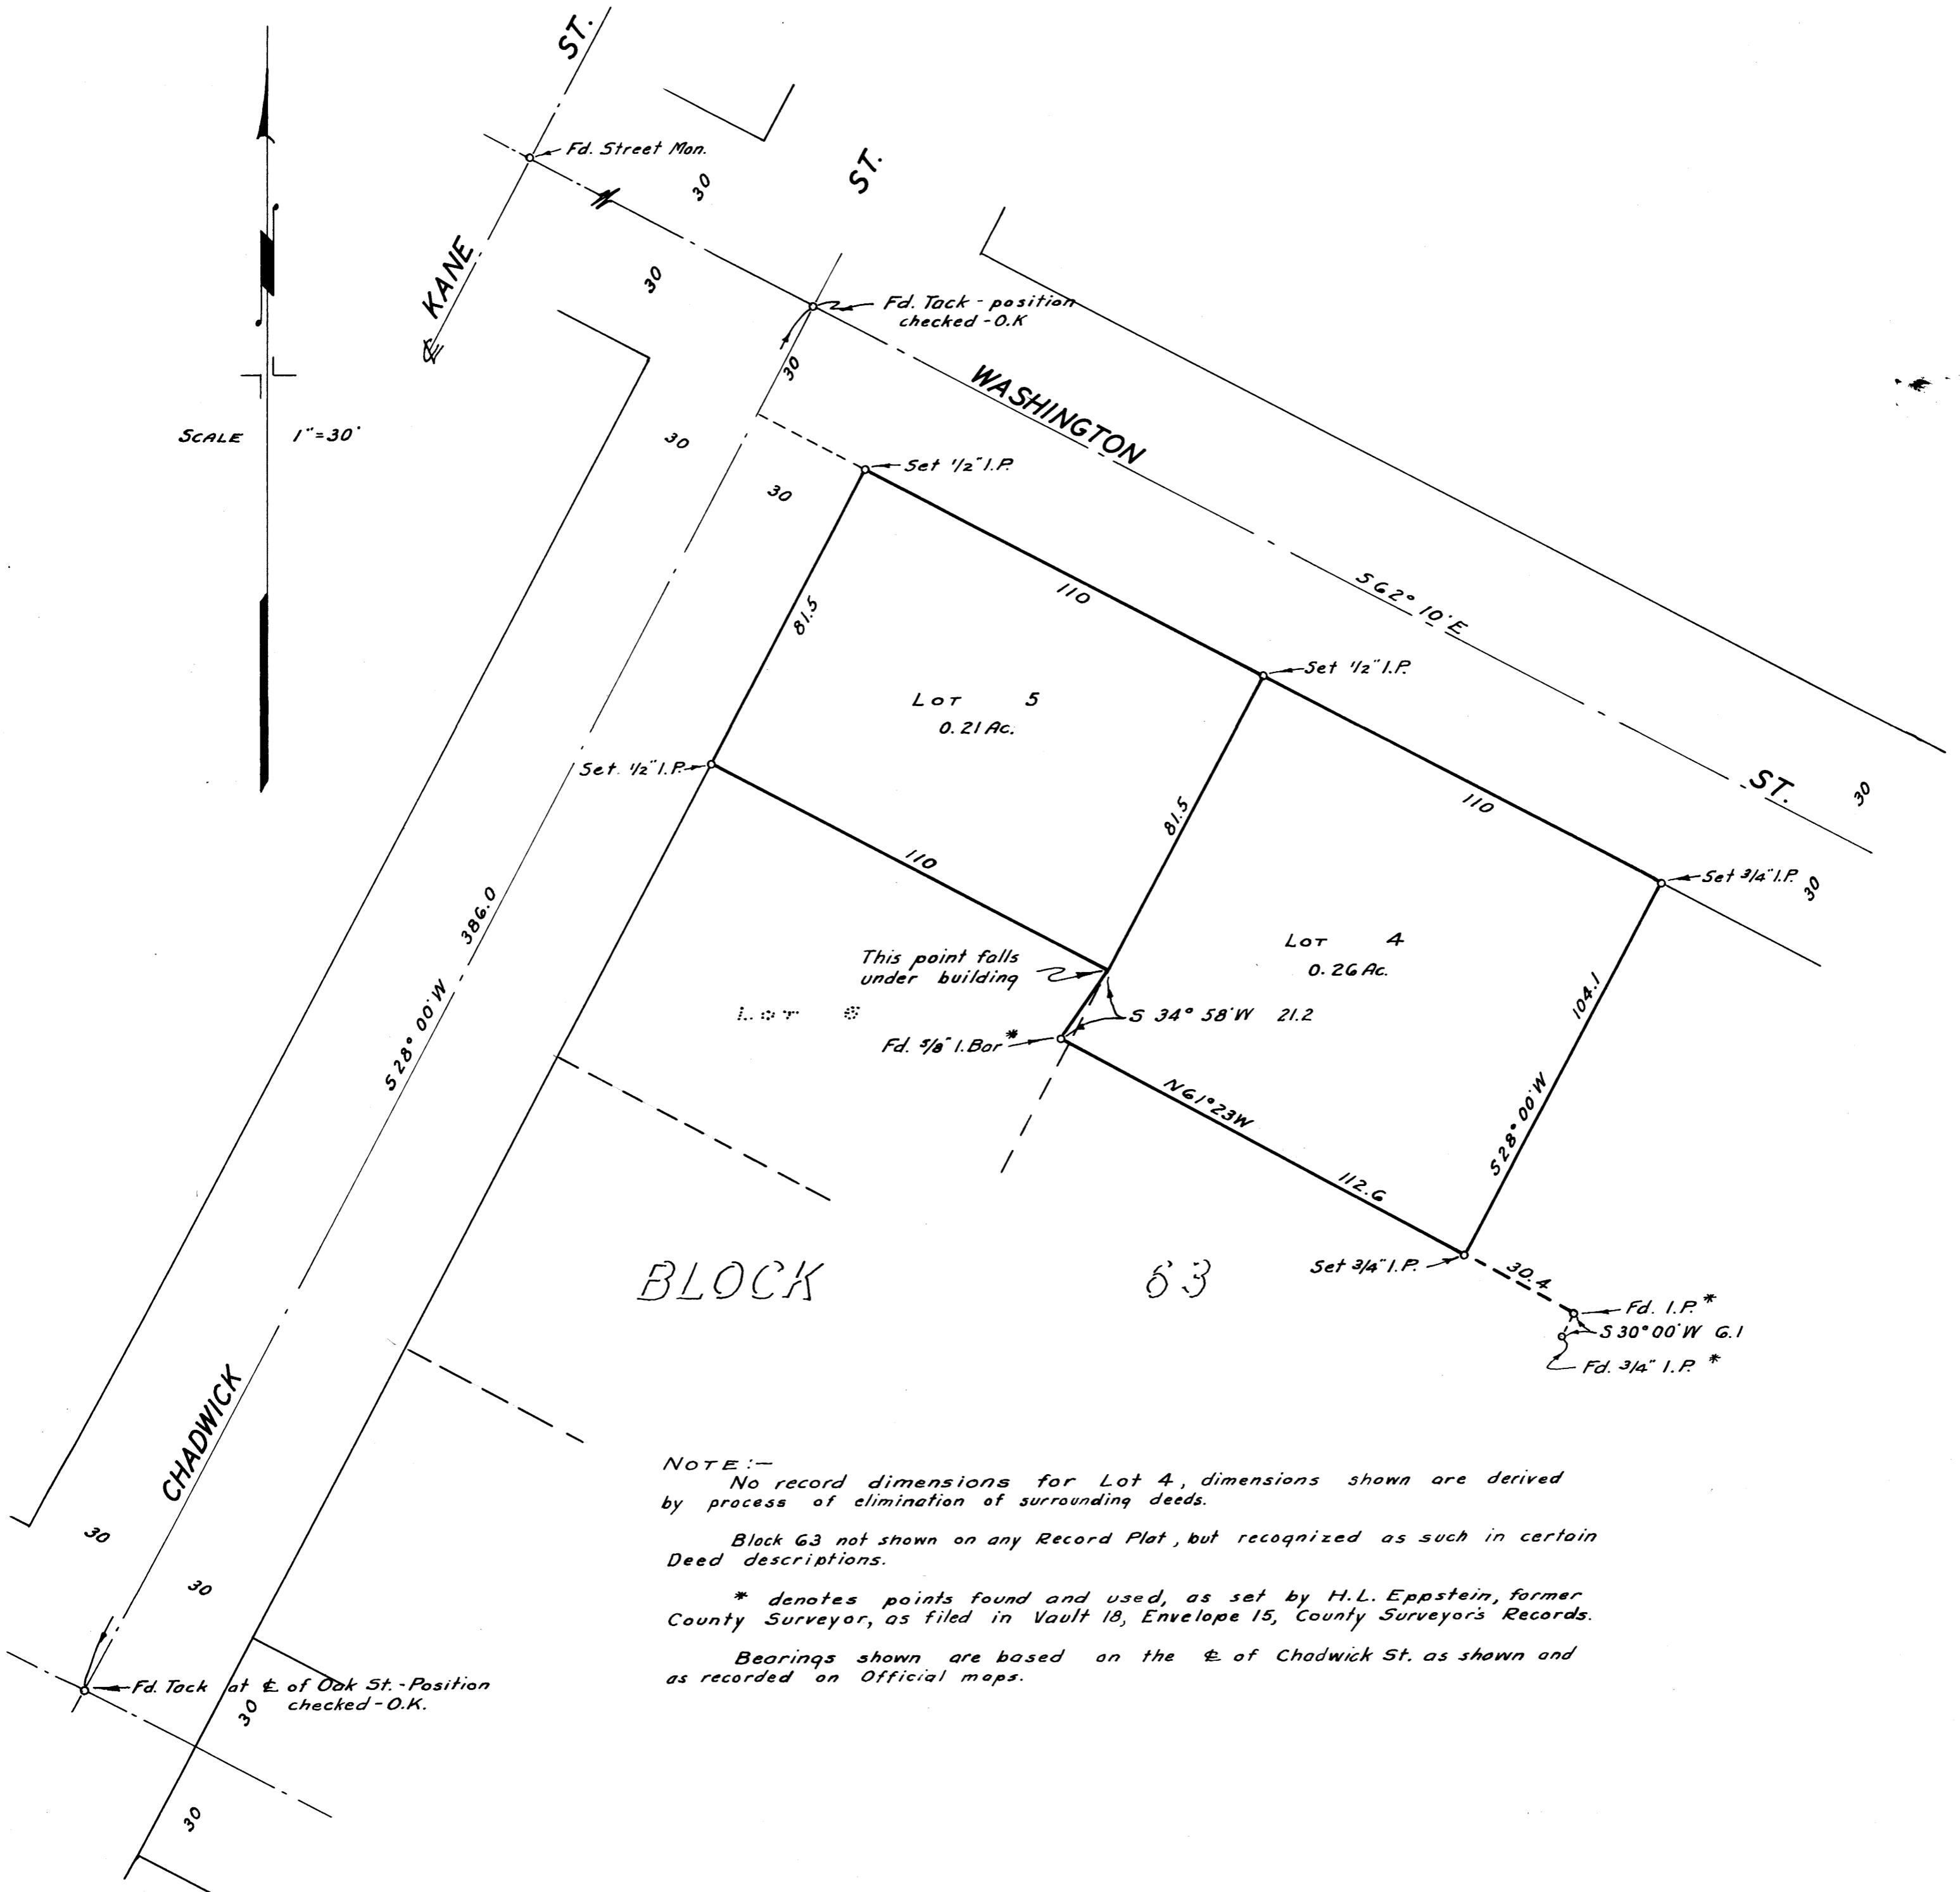 ST.
Fd. Street Mon.
30
ST.
KANE
℄
30
Fd. Tack - position
checked - O.K
30
WASHINGTON
SCALE 1"=30'
30
Set 1/2" I.P.
30
S 62° 10' E
110
81.5
Set 1/2" I.P.
LOT 5
0.21 Ac.
Set. 1/2" I.P.
ST.
30
110
81.5
110
Set 3/4" I.P.
30
386.0
LOT 4
0.26 Ac.
This point falls
under building
104.1
S 28° 00' W
LOT 6
S 34° 58' W 21.2
Fd. 5/8" I. Bar *
N 61° 23 W
S 28° 00' W
112.6
BLOCK 63
Set 3/4" I.P.
30.4
Fd. I.P. *
S 30° 00' W 6.1
Fd. 3/4" I.P. *
CHADWICK
NOTE :-
No record dimensions for Lot 4, dimensions shown are derived
by process of elimination of surrounding deeds.
Block 63 not shown on any Record Plat, but recognized as such in certain
Deed descriptions.
* denotes points found and used, as set by H.L. Eppstein, former
County Surveyor, as filed in Vault 18, Envelope 15, County Surveyor's Records.
Bearings shown are based on the ℄ of Chadwick St. as shown and
as recorded on Official maps.
30
30
Fd. Tack at ℄ of Oak St. - Position
checked - O.K.
30
30